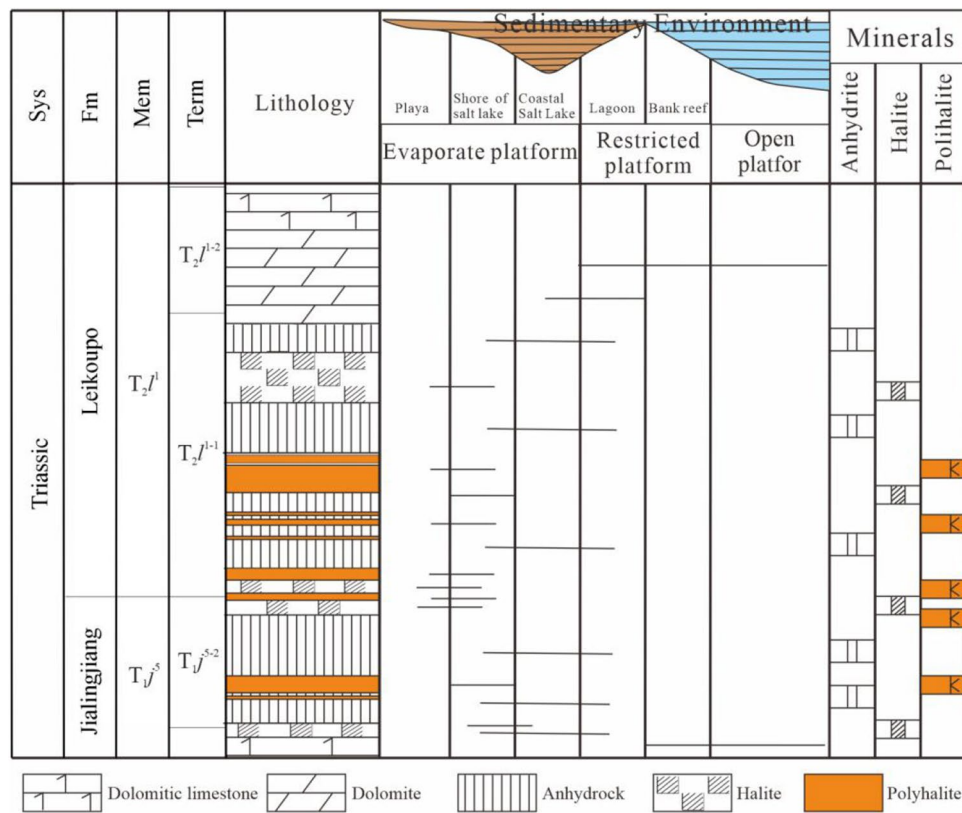 Sedimentary Environment
Minerals
Sys
Fm
Mem
Term
Lithology
Playa
Shore of
salt lake
Coastal
Salt Lake
Lagoon
Bank reef
Evaporate platform
Restricted
platform
Open
platfor
Anhydrite
Halite
Polihalite
Triassic
Leikoupo
Jialingjiang
T₂l¹
T₁j⁵
T₂l¹⁻²
T₂l¹⁻¹
T₁j⁵⁻²
K
K
K
K
K
Dolomitic limestone
Dolomite
Anhydrock
Halite
Polyhalite